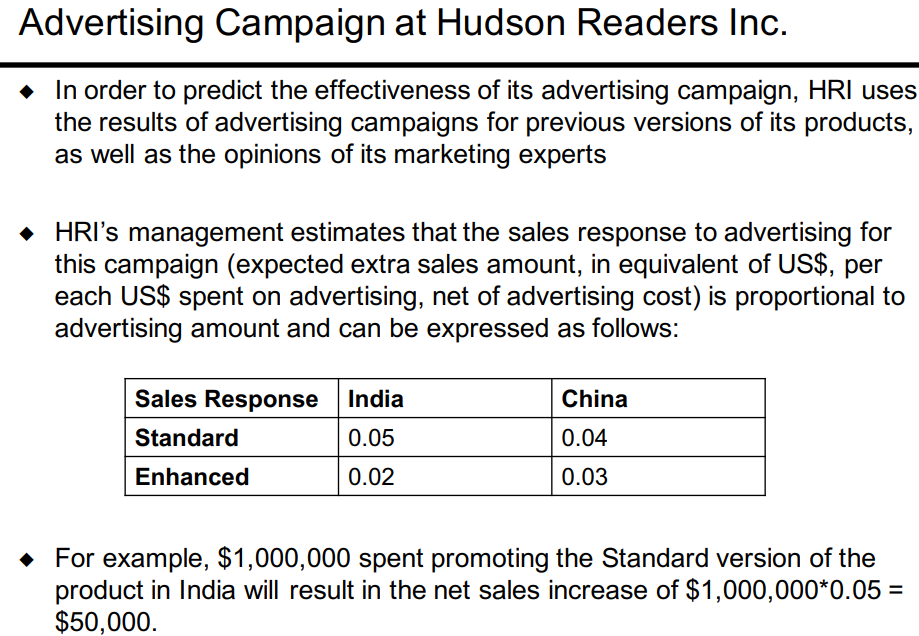 Advertising Campaign at Hudson Readers Inc.
◆ In order to predict the effectiveness of its advertising campaign, HRI uses
the results of advertising campaigns for previous versions of its products,
as well as the opinions of its marketing experts
◆ HRI’s management estimates that the sales response to advertising for
this campaign (expected extra sales amount, in equivalent of US$, per
each US$ spent on advertising, net of advertising cost) is proportional to
advertising amount and can be expressed as follows:
Sales Response India China
Standard 0.05 0.04
Enhanced 0.02 0.03
◆ For example, $1,000,000 spent promoting the Standard version of the
product in India will result in the net sales increase of $1,000,000*0.05 =
$50,000.